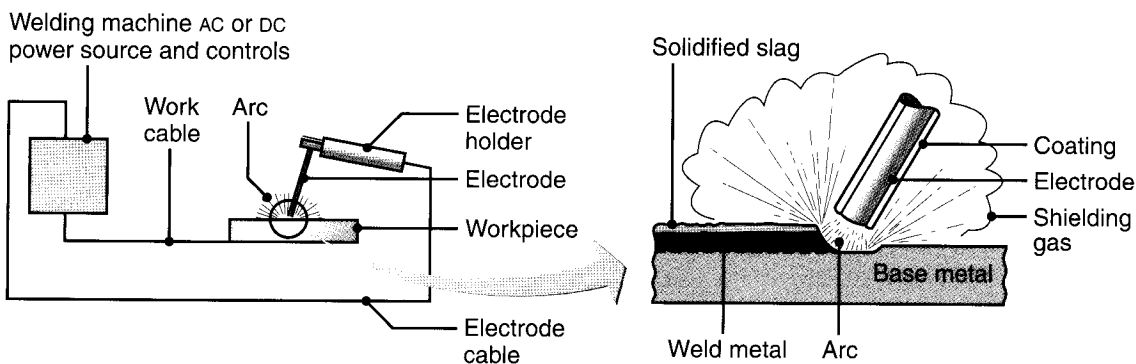 Welding machine AC or DC
power source and controls
Work
cable
Arc
Electrode
holder
Electrode
Workpiece
Electrode
cable
Solidified slag
Coating
Electrode
Shielding
gas
Base metal
Weld metal
Arc